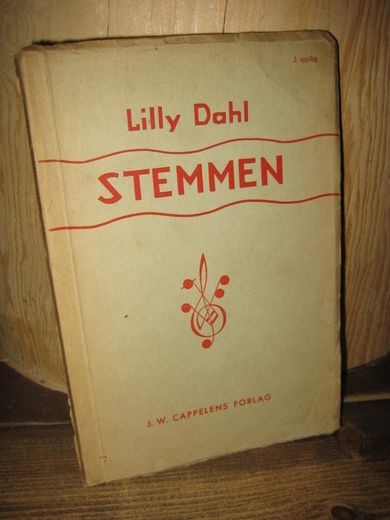 2. opplag
Lilly Dahl
STEMMEN
J. W. CAPPELENS FORLAG